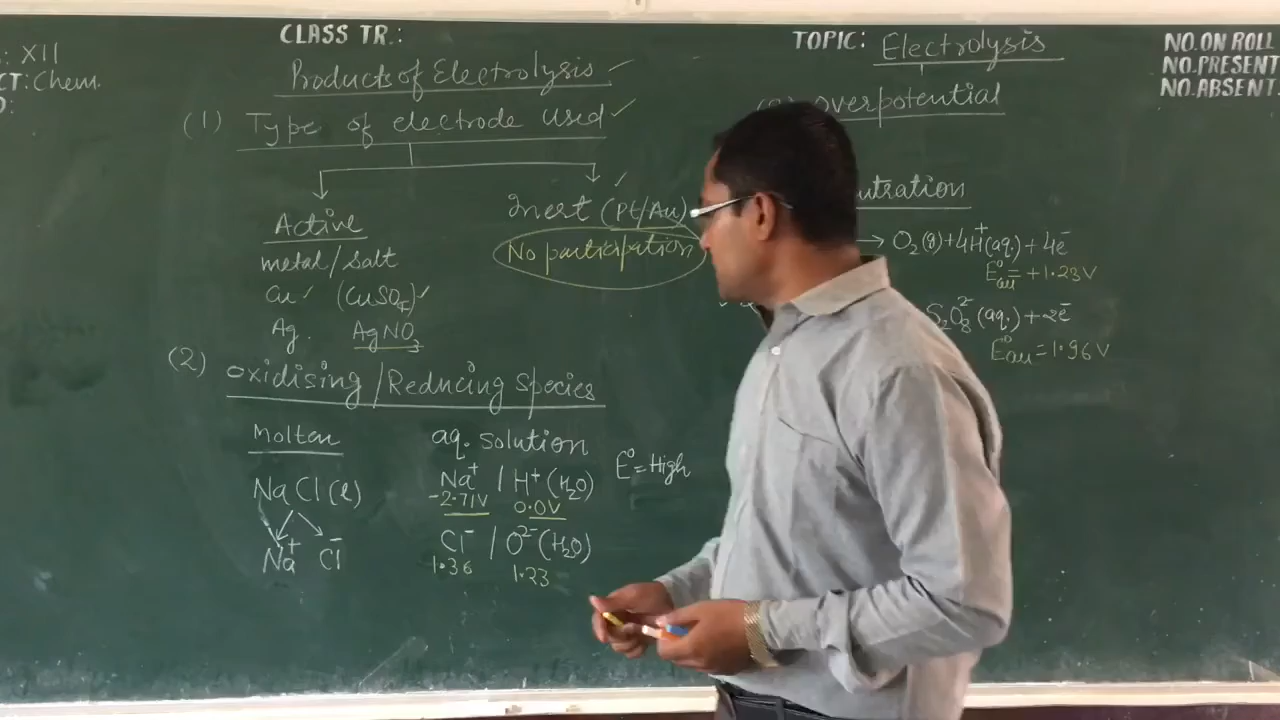 : XII
CT: Chem.
D:
CLASS TR.:
Products of Electrolysis ✓
(1) Type of electrode used ✓
Active
metal/salt
Cu ✓ (CuSO₄) ✓
Ag. AgNO₃
Inert (Pt/Au)
No participation
(2) oxidising/Reducing Species
Molten
NaCl(l)
Na⁺ Cl⁻
aq. solution
Na⁺ / H⁺ (H₂O)
-2.71V 0.0V
E° = High
Cl⁻ / O²⁻ (H₂O)
1.36 1.23
TOPIC: Electrolysis
overpotential
ntration
→ O₂(g) + 4H⁺(aq.) + 4e⁻
= +1.23V
S₂O₈²⁻ (aq.) + 2e⁻
= 1.96V
NO. ON ROLL
NO. PRESENT
NO. ABSENT.